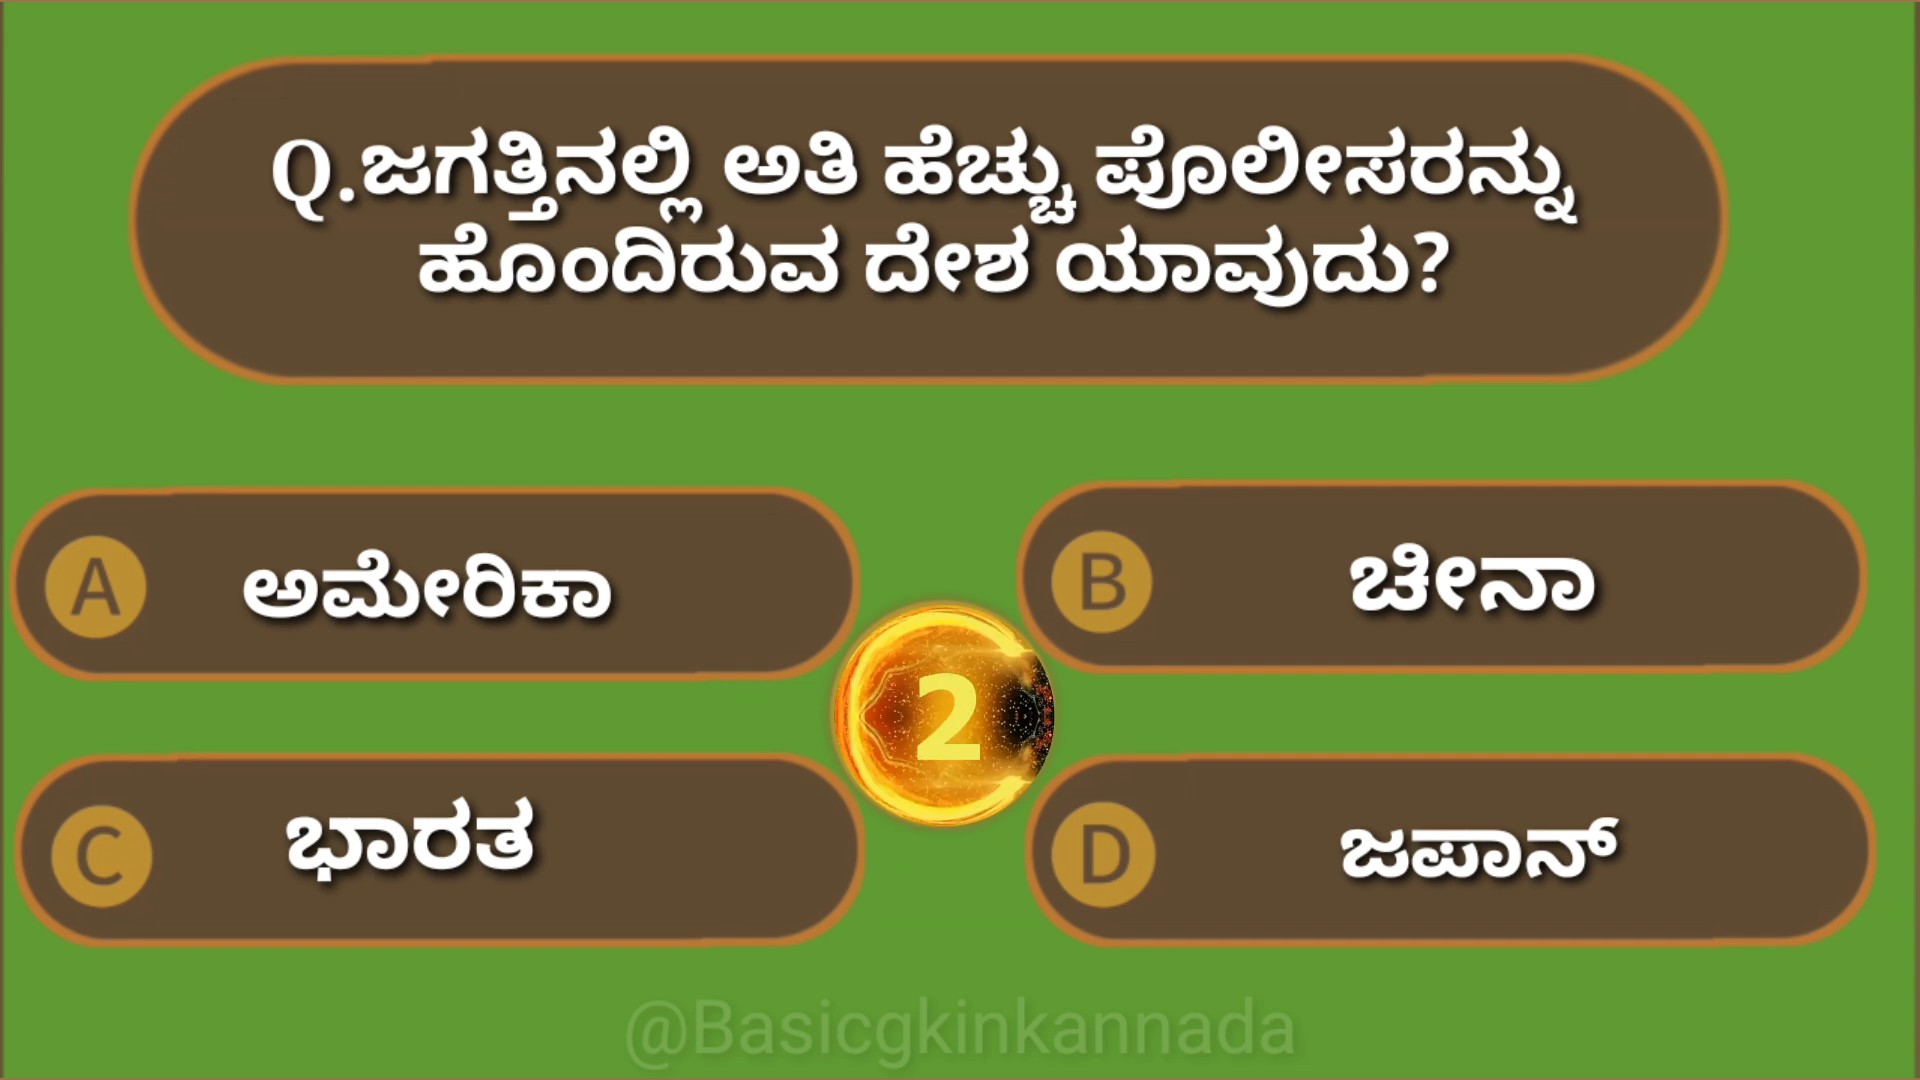 Q.ಜಗತ್ತಿನಲ್ಲಿ ಅತಿ ಹೆಚ್ಚು ಪೊಲೀಸರನ್ನು
ಹೊಂದಿರುವ ದೇಶ ಯಾವುದು?
A ಅಮೇರಿಕಾ
B ಚೀನಾ
2
C ಭಾರತ
D ಜಪಾನ್
@Basicgkinkannada